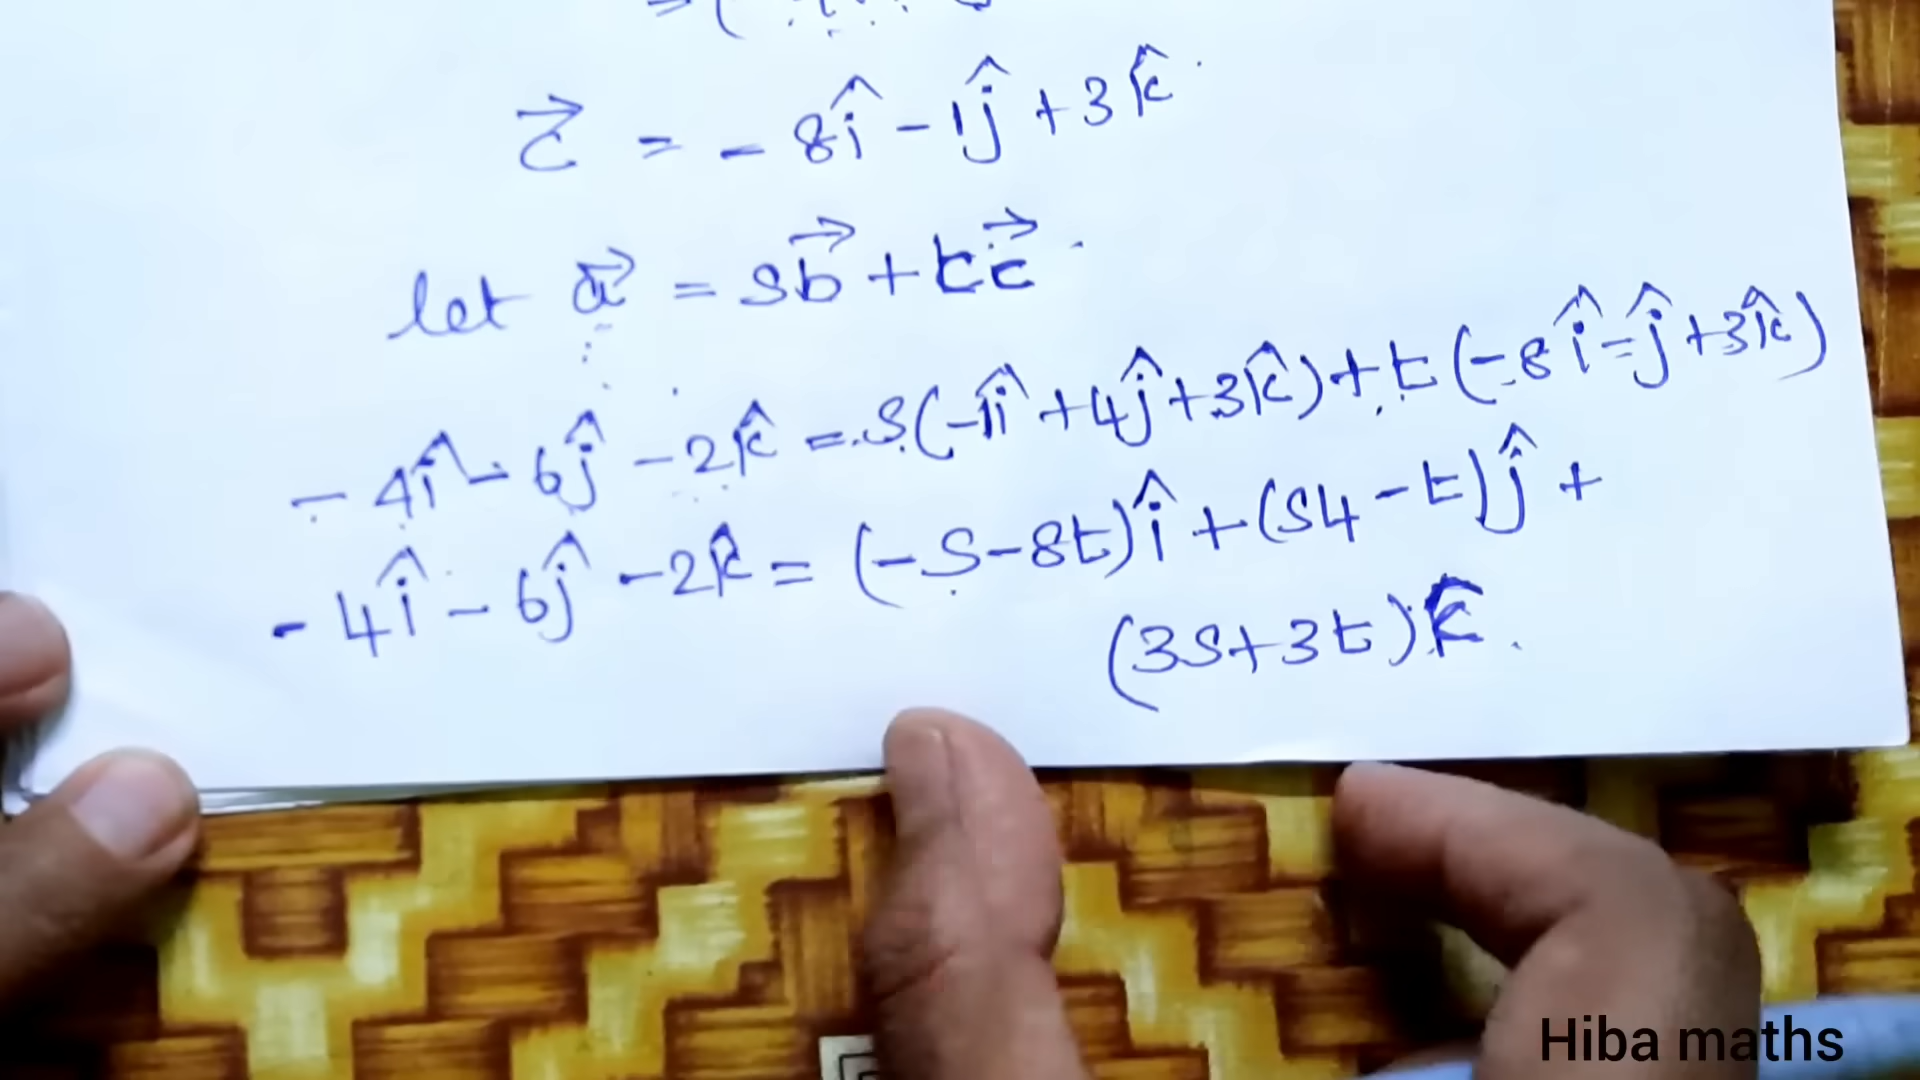 c⃗ = - 8î - 1ĵ + 3k̂
let a⃗ = sb⃗ + tc⃗
- 4î - 6ĵ - 2k̂ = s(-1î + 4ĵ + 3k̂) + t(-8î - ĵ + 3k̂)
- 4î - 6ĵ - 2k̂ = (-s - 8t)î + (s4 - t)ĵ +
(3s + 3t)k̂.
Hiba maths